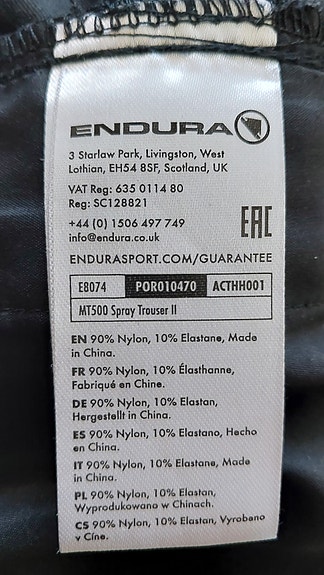 ENDURA
3 Starlaw Park, Livingston, West
Lothian, EH54 8SF, Scotland, UK
VAT Reg: 635 0114 80
Reg: SC128821
+44 (0) 1506 497 749
info@endura.co.uk
EAC
ENDURASPORT.COM/GUARANTEE
E8074 POR010470 ACTHH001
MT500 Spray Trouser II
EN 90% Nylon, 10% Elastane, Made
in China.
FR 90% Nylon, 10% Élasthanne,
Fabriqué en Chine.
DE 90% Nylon, 10% Elastan,
Hergestellt in China.
ES 90% Nylon, 10% Elastano, Hecho
en China.
IT 90% Nylon, 10% Elastane, Made
in China.
PL 90% Nylon, 10% Elastan,
Wyprodukowano w Chinach.
CS 90% Nylon, 10% Elastan, Vyrobeno
v Číne.